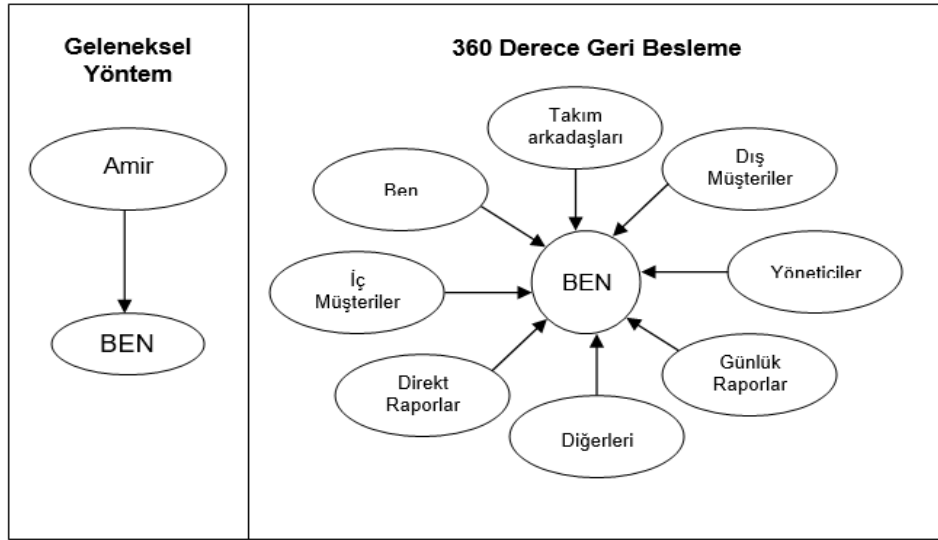 Geleneksel
Yöntem
Amir
BEN
360 Derece Geri Besleme
Takım
arkadaşları
Dış
Müşteriler
Ben
Yöneticiler
BEN
İç
Müşteriler
Günlük
Raporlar
Direkt
Raporlar
Diğerleri